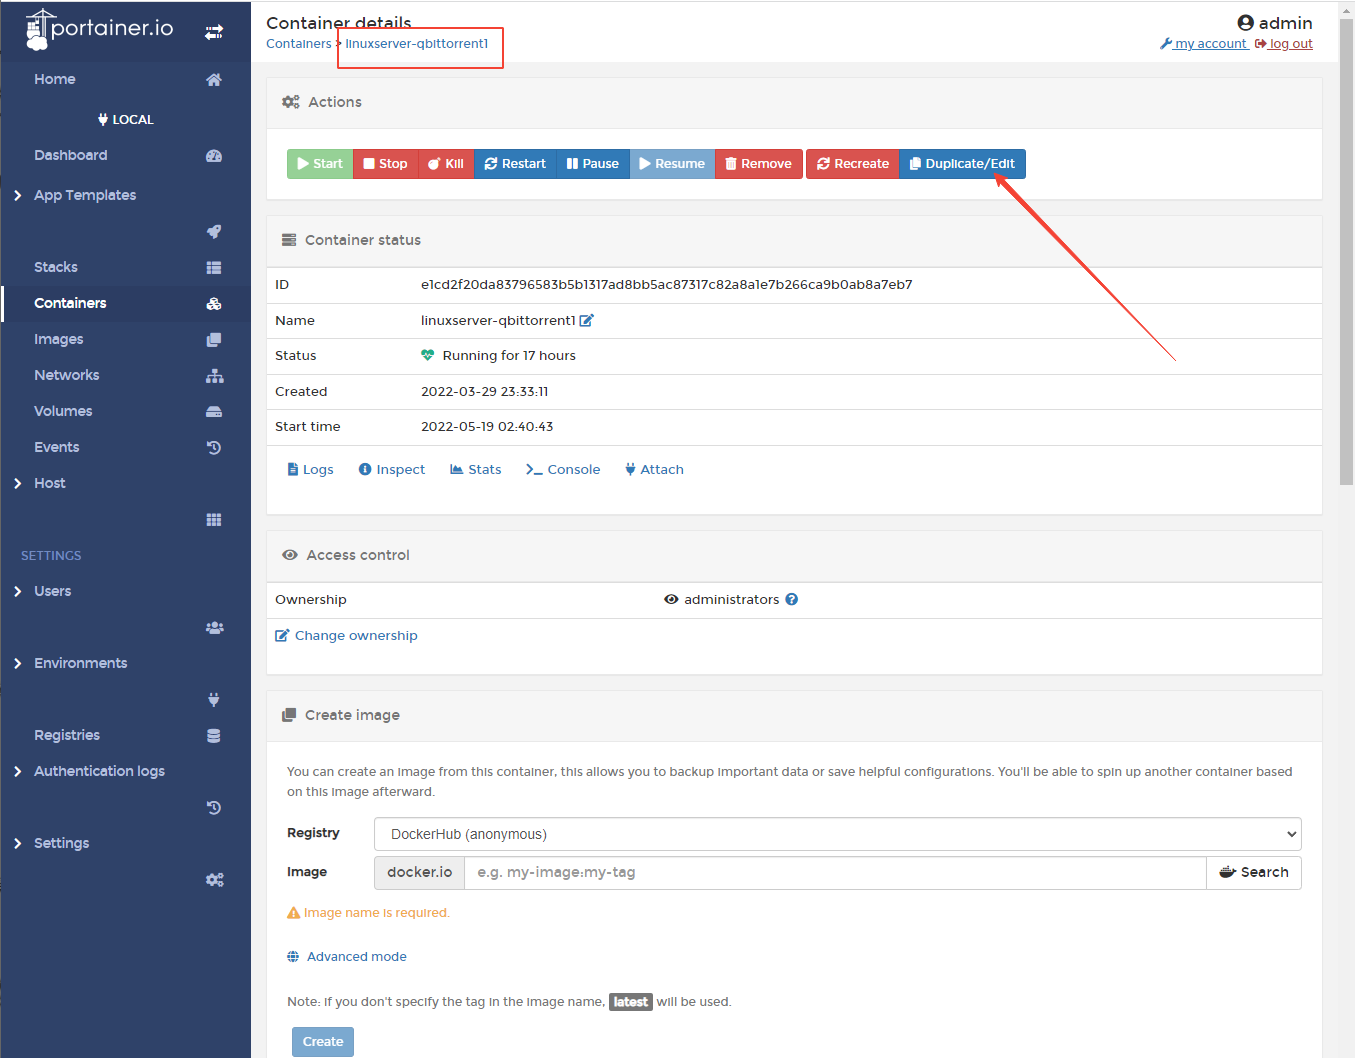 portainer.io
Home
LOCAL
Dashboard
App Templates
Stacks
Containers
Images
Networks
Volumes
Events
Host
SETTINGS
Users
Environments
Registries
Authentication logs
Settings
Container details
Containers > linuxserver-qbittorrent1
admin
my account log out
Actions
Start Stop Kill Restart Pause Resume Remove Recreate Duplicate/Edit
Container status
ID e1cd2f20da83796583b5b1317ad8bb5ac87317c82a8a1e7b266ca9b0ab8a7eb7
Name linuxserver-qbittorrent1
Status Running for 17 hours
Created 2022-03-29 23:33:11
Start time 2022-05-19 02:40:43
Logs Inspect Stats Console Attach
Access control
Ownership administrators
Change ownership
Create image
You can create an image from this container, this allows you to backup important data or save helpful configurations. You'll be able to spin up another container based
on this image afterward.
Registry DockerHub (anonymous)
Image docker.io e.g. my-image:my-tag Search
Image name is required.
Advanced mode
Note: if you don't specify the tag in the image name, latest will be used.
Create